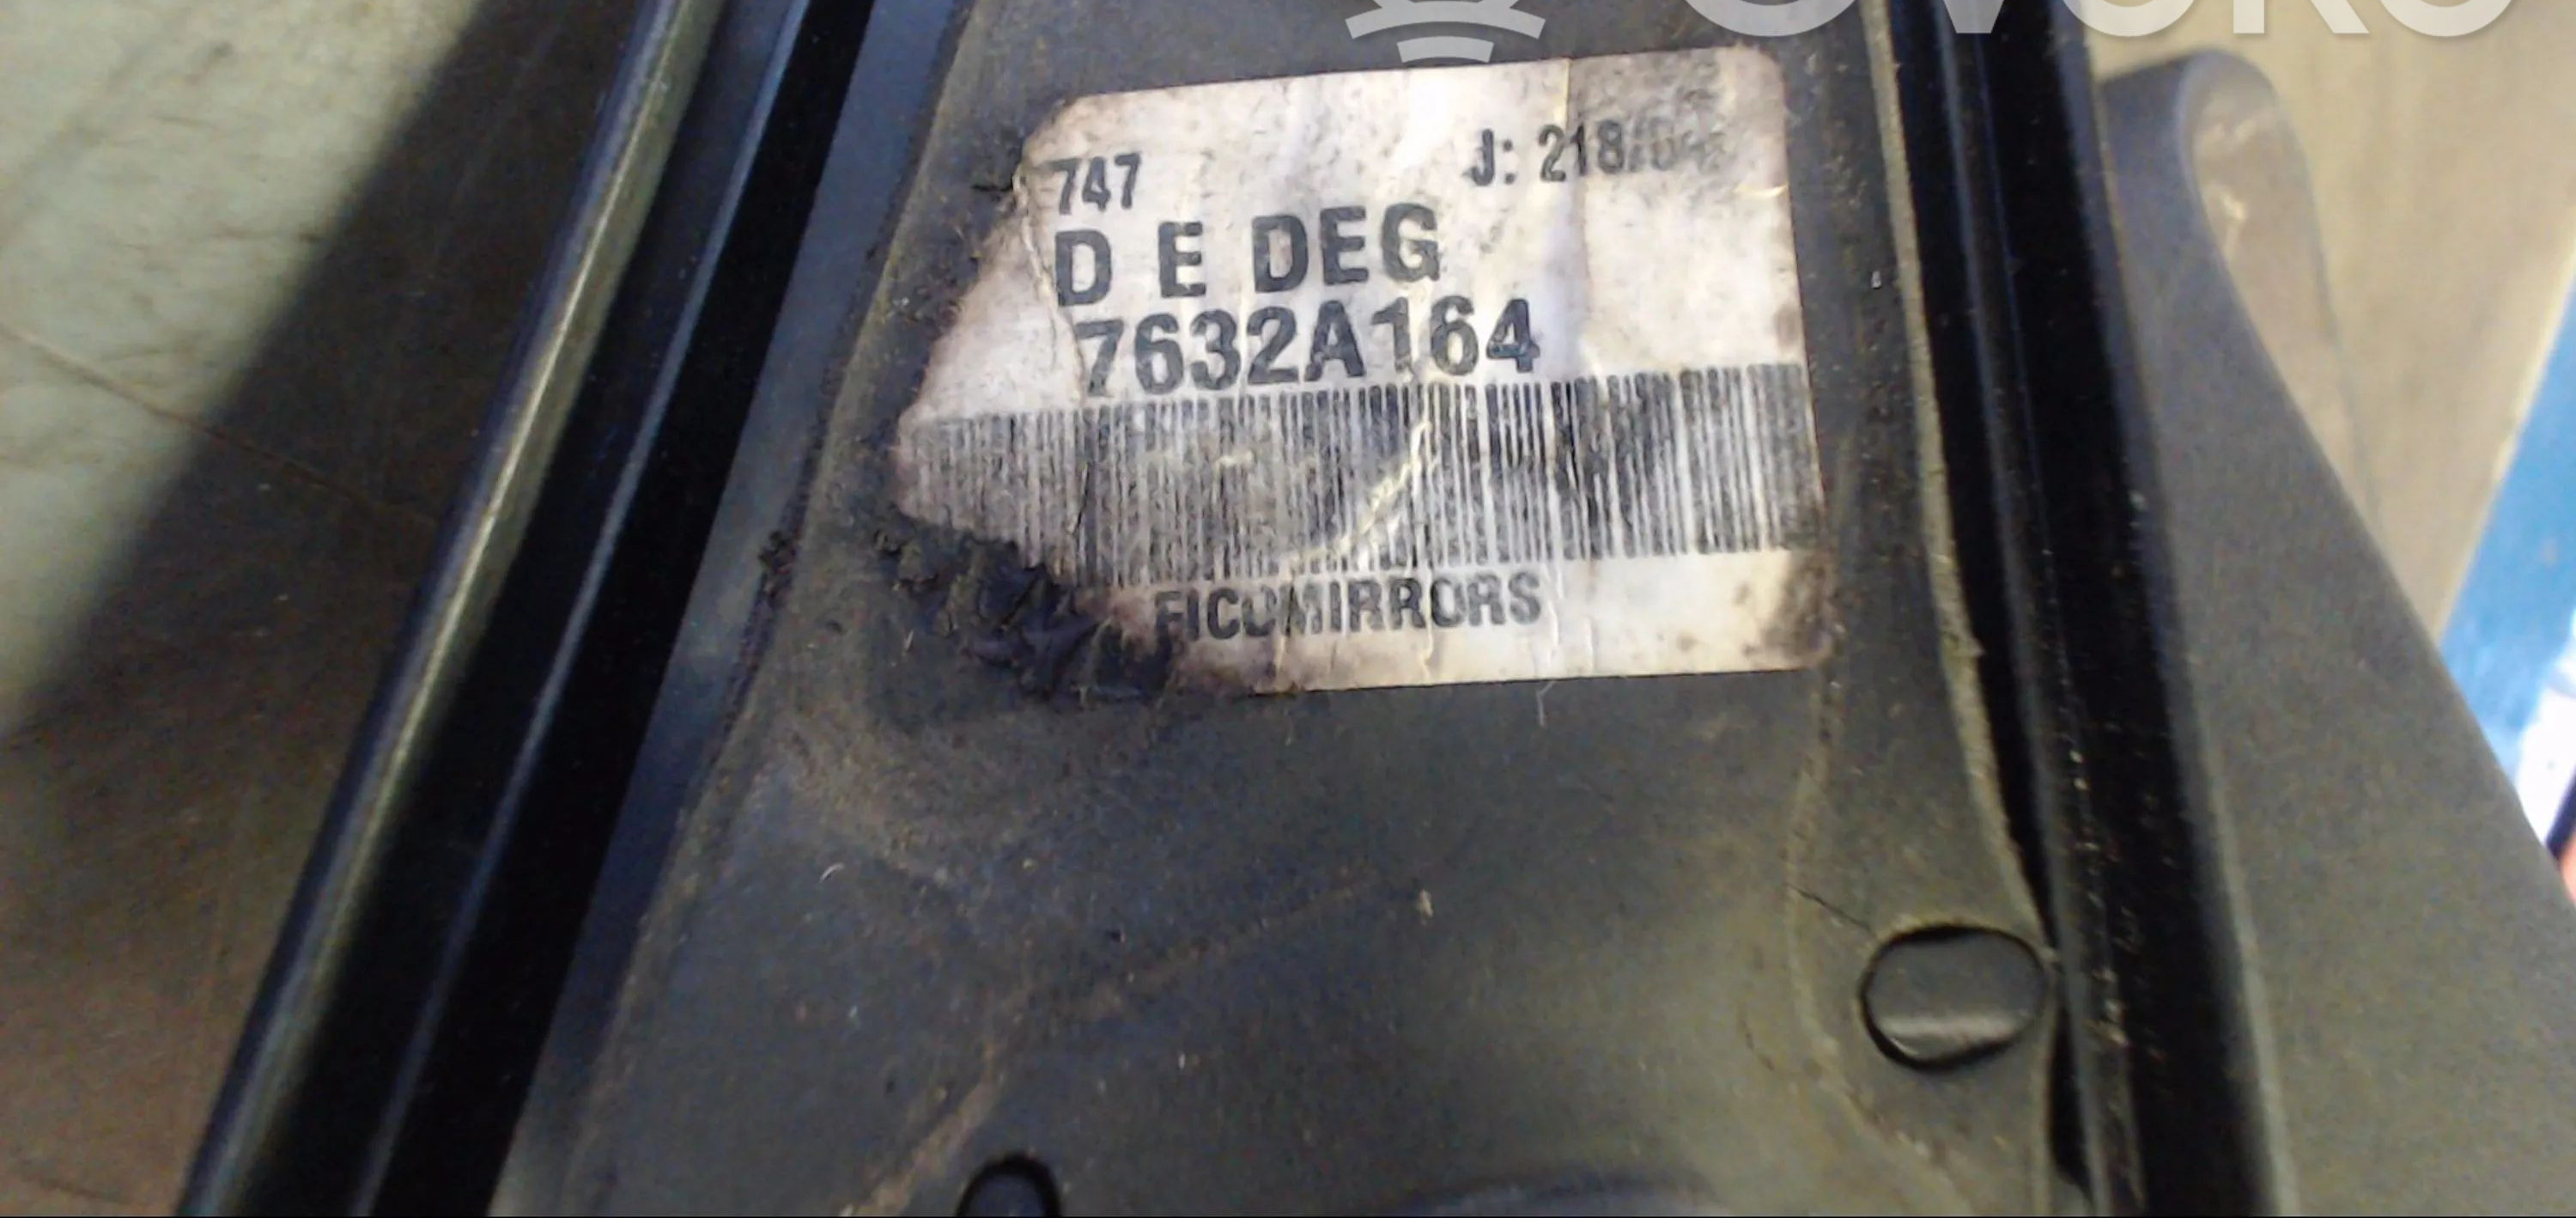 747 J: 218/
D E DEG
7632A164
FICOMIRRORS